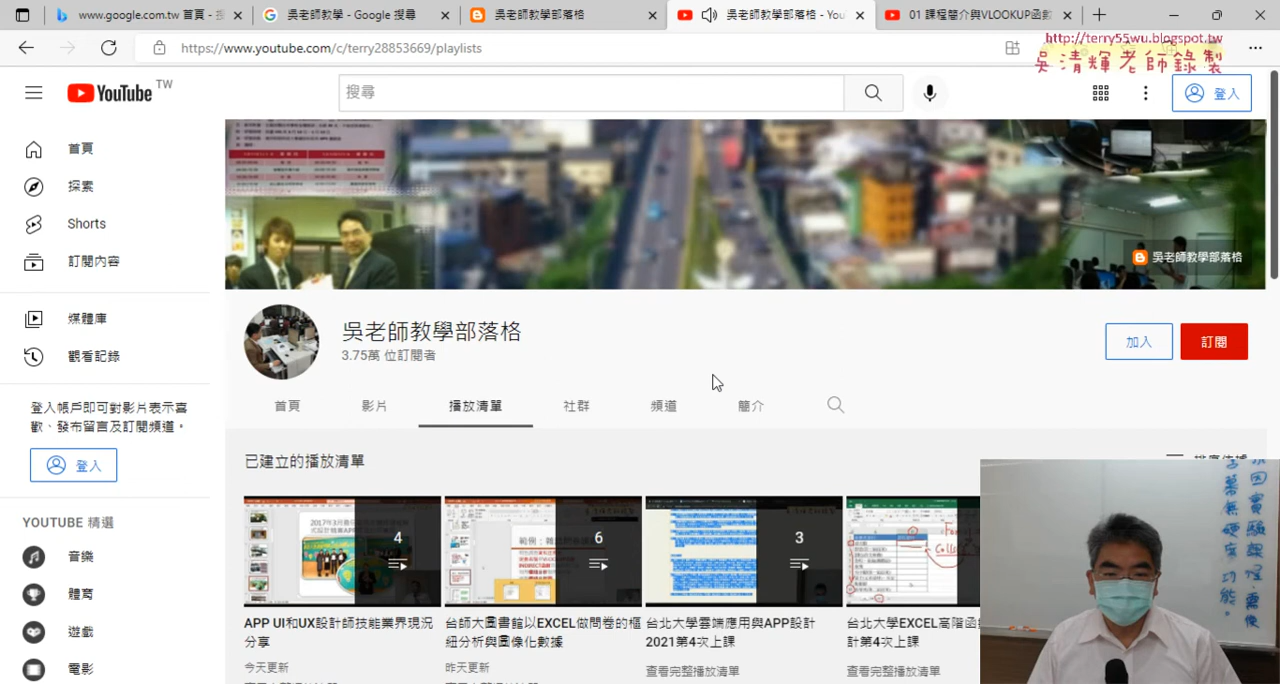 www.google.com.tw 首頁 - 搜
吳老師教學 - Google 搜尋
吳老師教學部落格
吳老師教學部落格 - You
01 課程簡介與VLOOKUP函數
https://www.youtube.com/c/terry28853669/playlists
http://terry55wu.blogspot.tw
吳清輝老師錄製
YouTube TW
搜尋
登入
首頁
探索
Shorts
訂閱內容
媒體庫
觀看記錄
登入帳戶即可對影片表示喜
歡、發布留言及訂閱頻道。
登入
YOUTUBE 精選
音樂
體育
遊戲
電影
吳老師教學部落格
吳老師教學部落格
3.75萬 位訂閱者
加入
訂閱
首頁
影片
播放清單
社群
頻道
簡介
已建立的播放清單
排序依據
4
6
3
APP UI和UX設計師技能業界現況
分享
今天更新
台師大圖書館以EXCEL做問卷的樞
紐分析與圖像化數據
昨天更新
台北大學雲端應用與APP設計
2021第4次上課
查看完整播放清單
台北大學EXCEL高階函
計第4次上課
查看完整播放清單